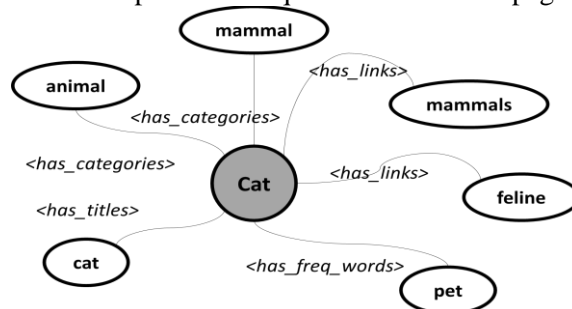 mammal
<has_links>
animal
mammals
<has_categories>
<has_categories>
Cat
<has_links>
feline
<has_titles>
cat
<has_freq_words>
pet